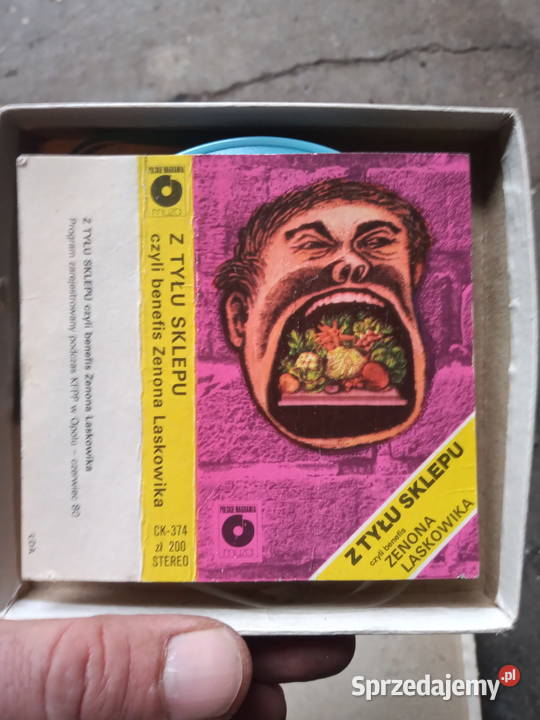 Z TYŁU SKLEPU czyli benefis Zenona Laskowika
Program zarejestrowany podczas KFPP w Opolu – czerwiec 80
POLSKIE NAGRANIA
muza
Z TYŁU SKLEPU
czyli benefis Zenona Laskowika
CK-374
zł 200
STEREO
POLSKIE NAGRANIA
muza
Z TYŁU SKLEPU
czyli benefis
ZENONA
LASKOWIKA
Sprzedajemy.pl